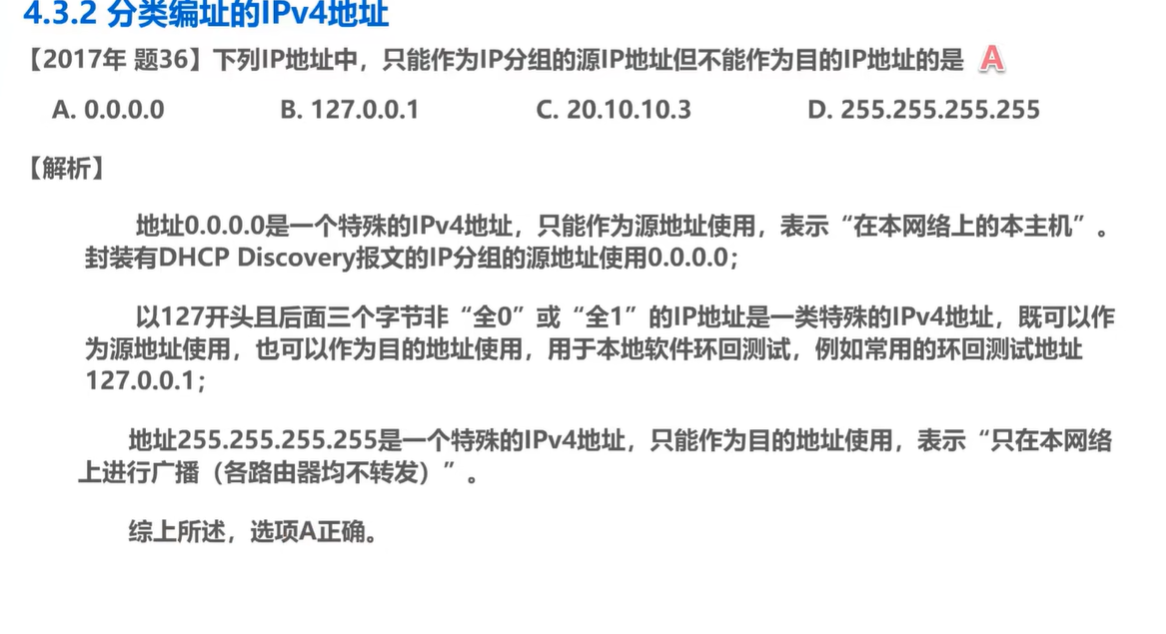 4.3.2 分类编址的IPv4地址
【2017年 题36】下列IP地址中，只能作为IP分组的源IP地址但不能作为目的IP地址的是 A
A. 0.0.0.0 B. 127.0.0.1 C. 20.10.10.3 D. 255.255.255.255
【解析】
地址0.0.0.0是一个特殊的IPv4地址，只能作为源地址使用，表示“在本网络上的本主机”。
封装有DHCP Discovery报文的IP分组的源地址使用0.0.0.0；
以127开头且后面三个字节非“全0”或“全1”的IP地址是一类特殊的IPv4地址，既可以作
为源地址使用，也可以作为目的地址使用，用于本地软件环回测试，例如常用的环回测试地址
127.0.0.1；
地址255.255.255.255是一个特殊的IPv4地址，只能作为目的地址使用，表示“只在本网络
上进行广播（各路由器均不转发）”。
综上所述，选项A正确。